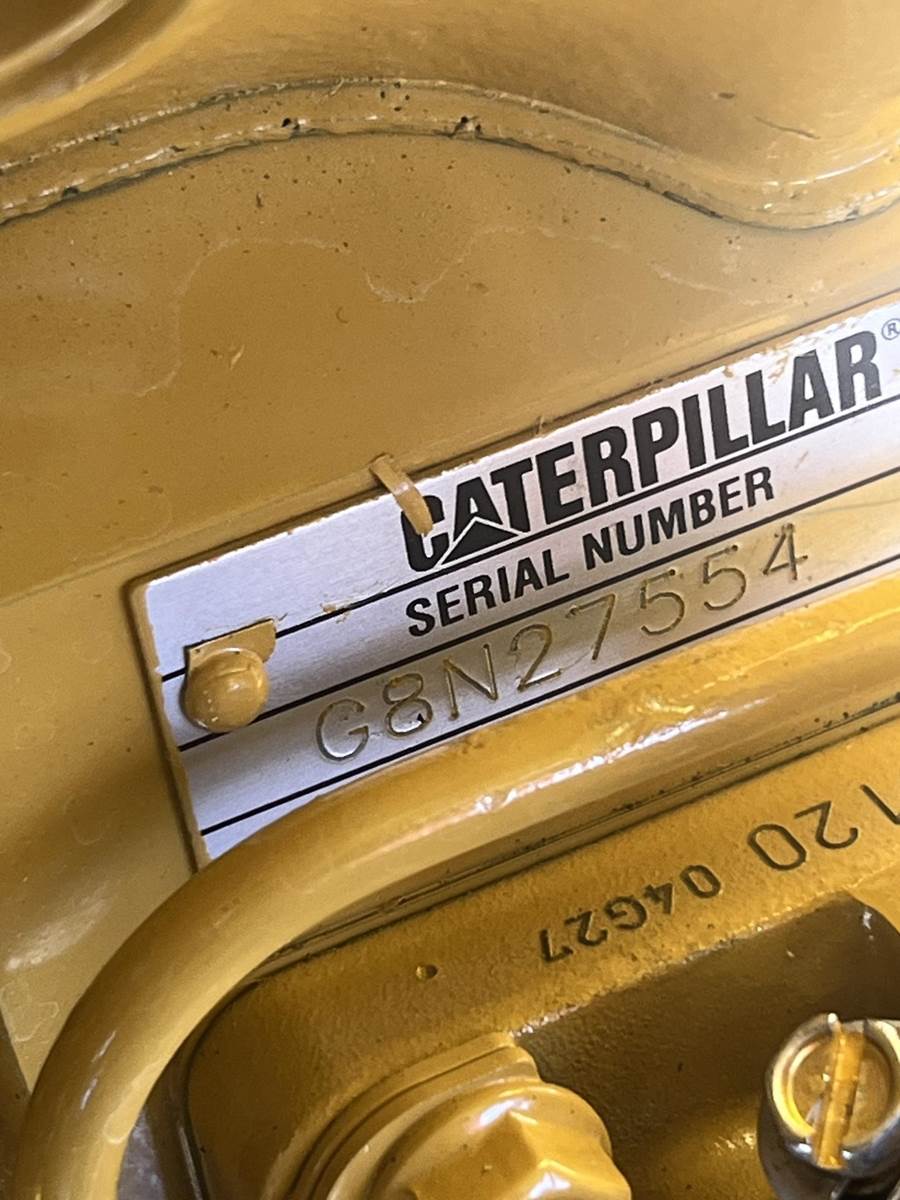 CATERPILLAR®
SERIAL NUMBER
G8N27554
120 04G27